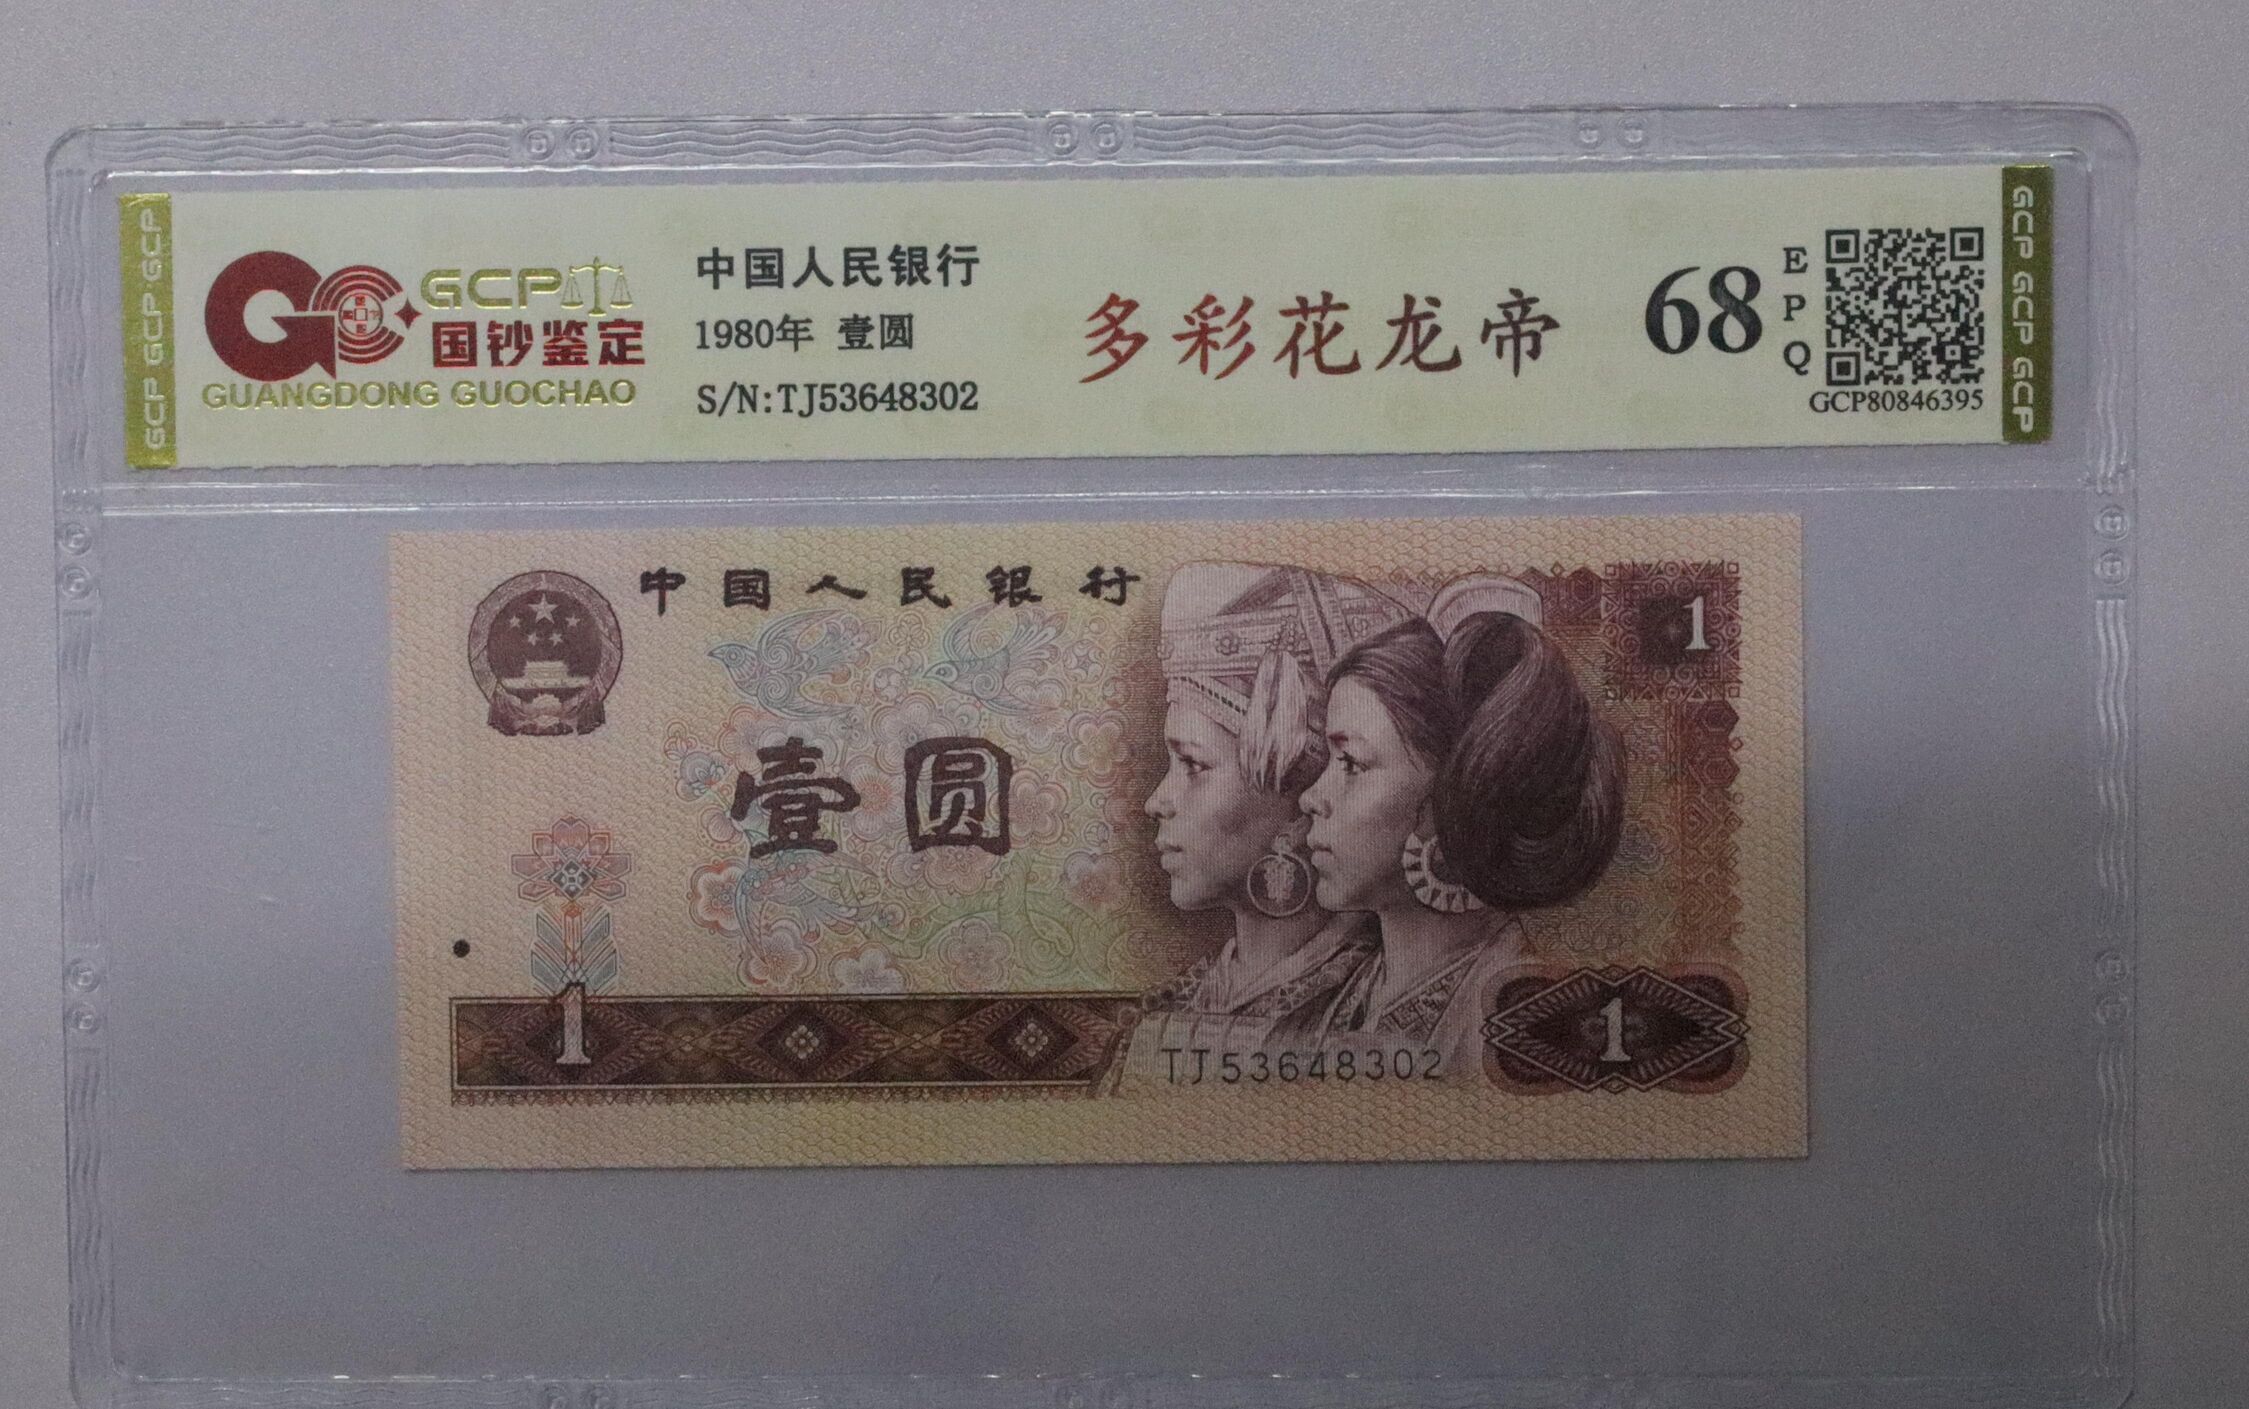 GCP GCP GCP
GCP
国钞鉴定
GUANGDONG GUOCHAO
中国人民银行
1980年 壹圆
S/N:TJ53648302
多彩花龙帝
68
EPQ
GCP80846395
GCP GCP GCP
中国人民银行
1
壹圆
1
1
TJ53648302